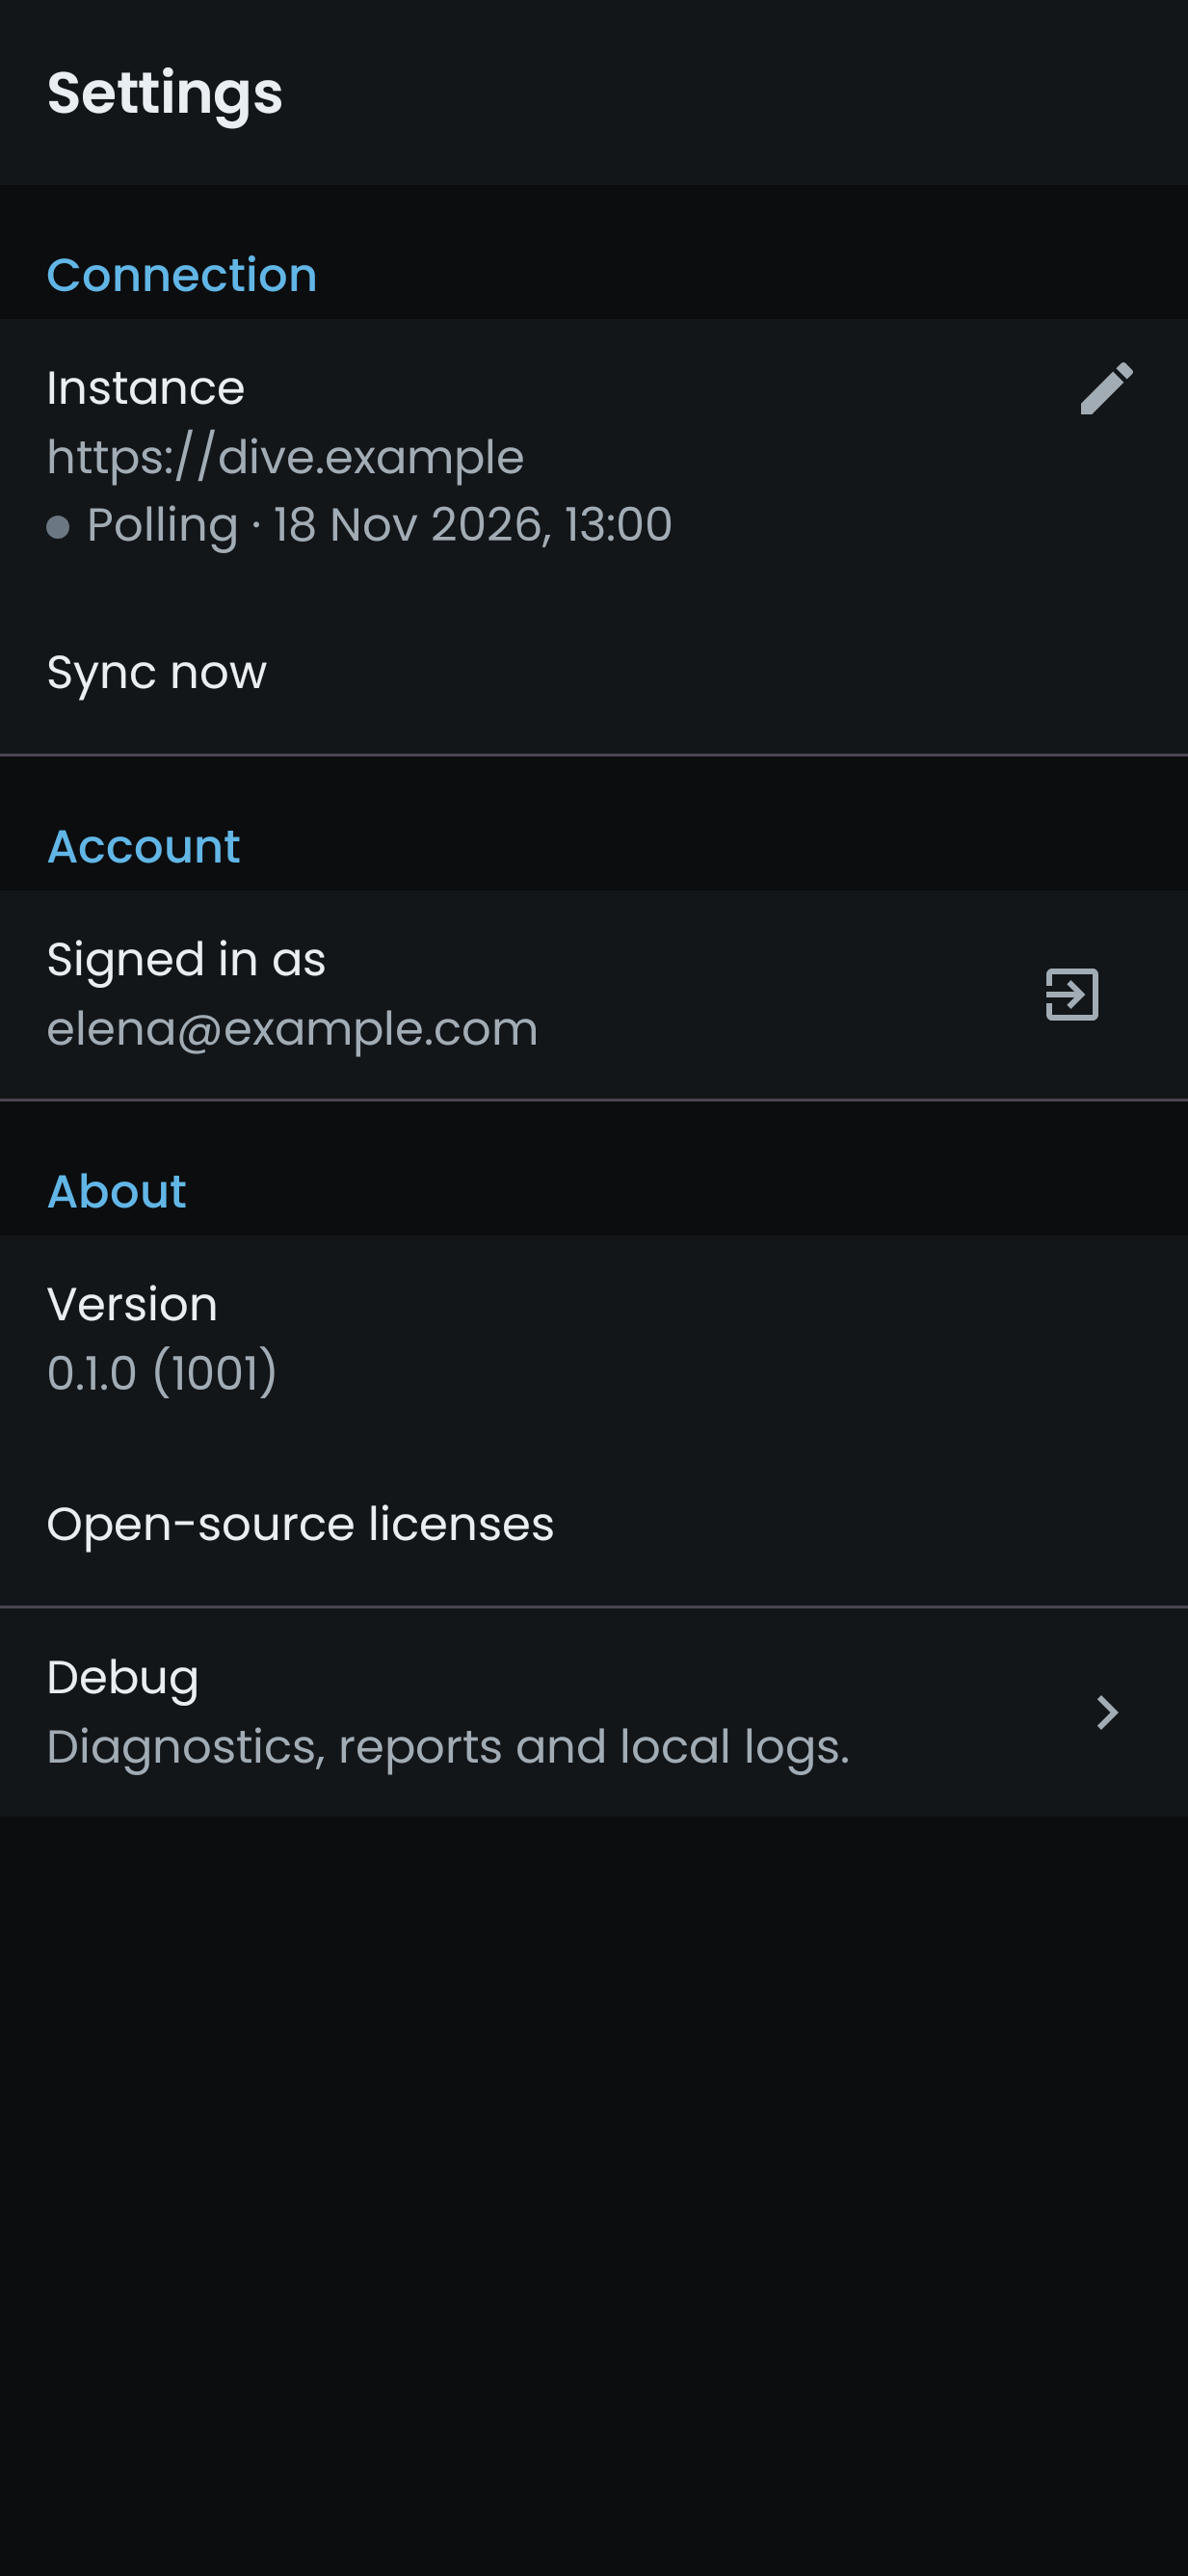 Settings
Connection
Instance
https://dive.example
Polling · 18 Nov 2026, 13:00
Sync now
Account
Signed in as
elena@example.com
About
Version
0.1.0 (1001)
Open-source licenses
Debug
Diagnostics, reports and local logs.